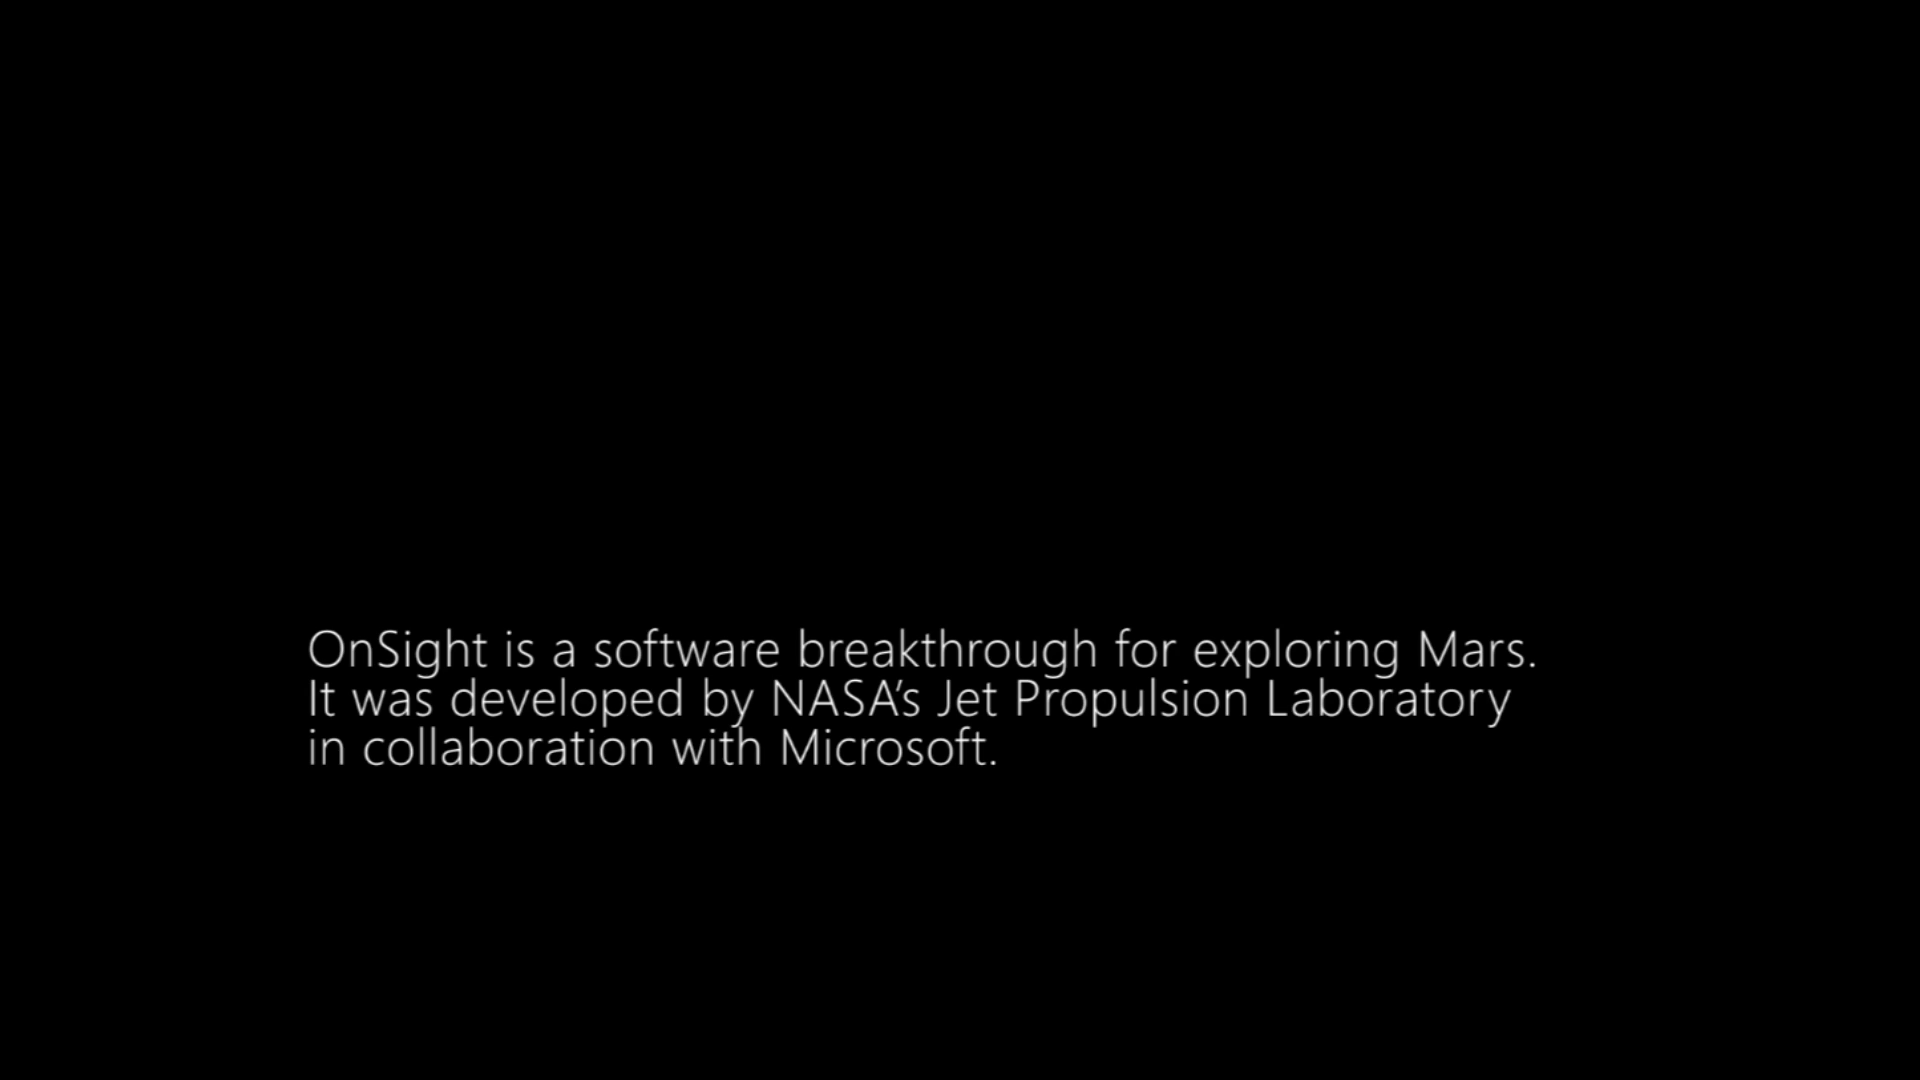 OnSight is a software breakthrough for exploring Mars.
It was developed by NASA’s Jet Propulsion Laboratory
in collaboration with Microsoft.